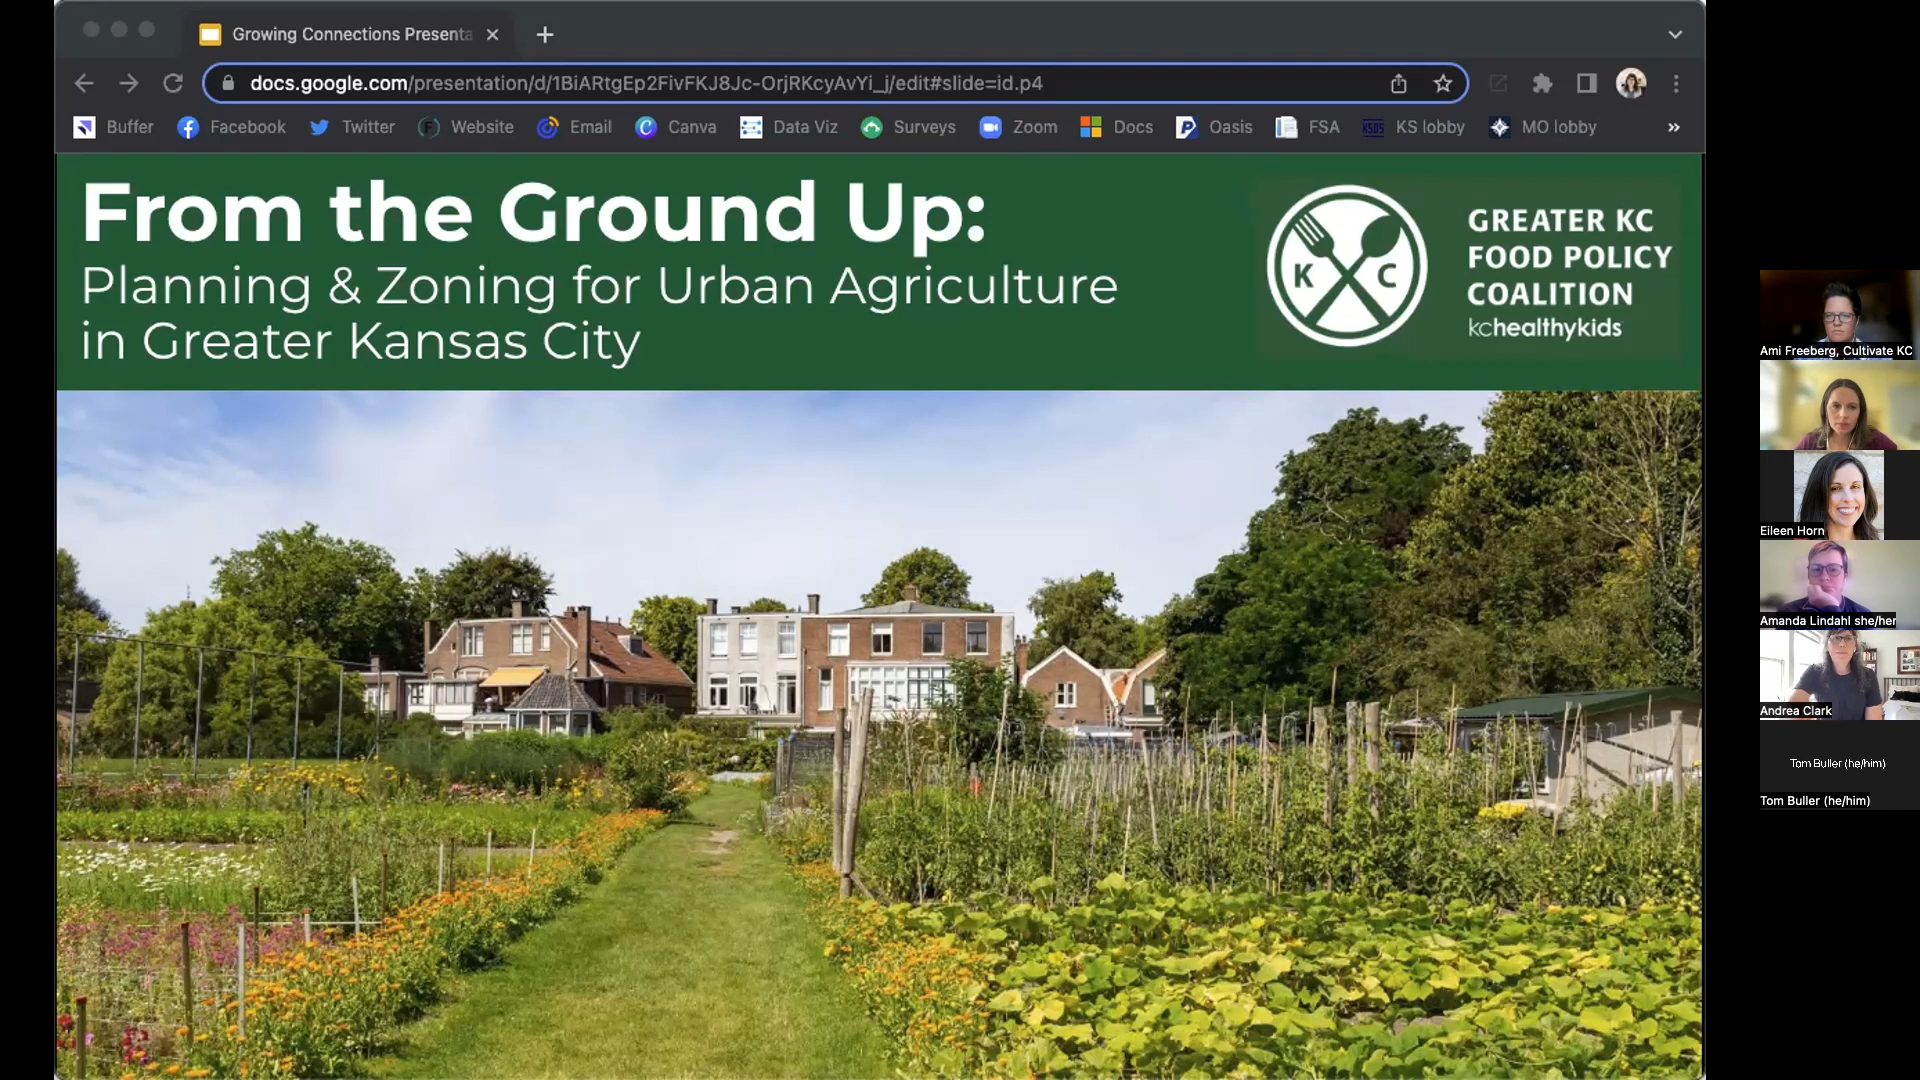 Growing Connections Presenta
docs.google.com/presentation/d/1BiARtgEp2FivFKJ8Jc-OrjRKcyAvYi_j/edit#slide=id.p4
Buffer Facebook Twitter Website Email Canva Data Viz Surveys Zoom Docs Oasis FSA KS lobby MO lobby »
From the Ground Up:
Planning & Zoning for Urban Agriculture
in Greater Kansas City
K C
GREATER KC
FOOD POLICY
COALITION
kchealthykids
Ami Freeberg, Cultivate KC
Eileen Horn
Amanda Lindahl she/her
Andrea Clark
Tom Buller (he/him)
Tom Buller (he/him)